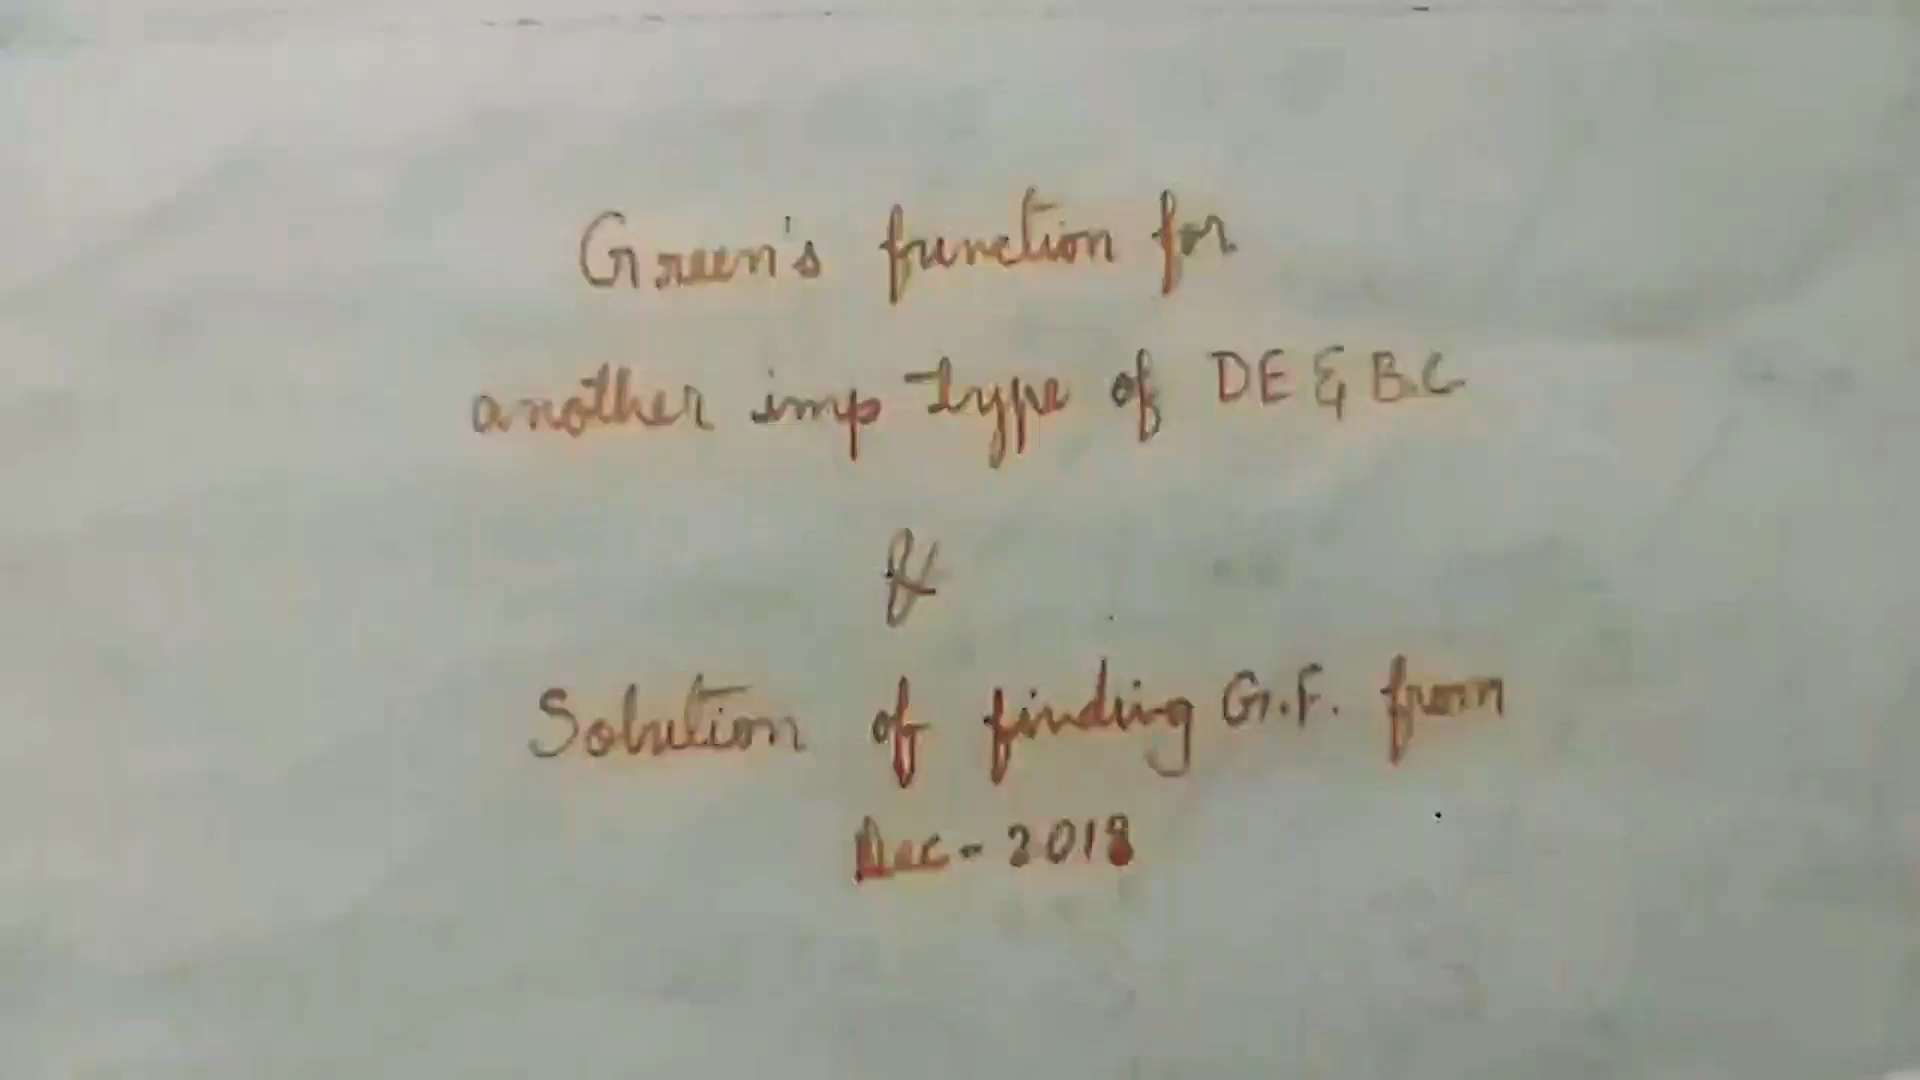 Green's function for
another imp type of DE & B.C
&
Solution of finding G.F. from
Dec - 2018